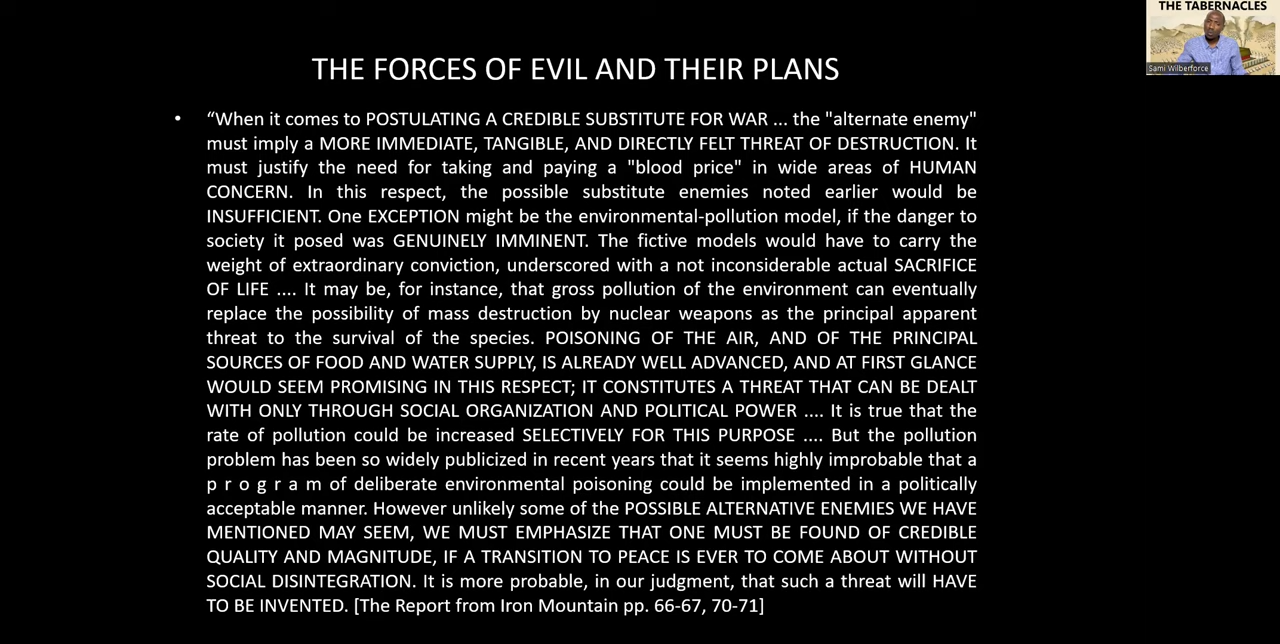 THE TABERNACLES
Sami Wilberforce
THE FORCES OF EVIL AND THEIR PLANS
• “When it comes to POSTULATING A CREDIBLE SUBSTITUTE FOR WAR ... the "alternate enemy"
must imply a MORE IMMEDIATE, TANGIBLE, AND DIRECTLY FELT THREAT OF DESTRUCTION. It
must justify the need for taking and paying a "blood price" in wide areas of HUMAN
CONCERN. In this respect, the possible substitute enemies noted earlier would be
INSUFFICIENT. One EXCEPTION might be the environmental-pollution model, if the danger to
society it posed was GENUINELY IMMINENT. The fictive models would have to carry the
weight of extraordinary conviction, underscored with a not inconsiderable actual SACRIFICE
OF LIFE .... It may be, for instance, that gross pollution of the environment can eventually
replace the possibility of mass destruction by nuclear weapons as the principal apparent
threat to the survival of the species. POISONING OF THE AIR, AND OF THE PRINCIPAL
SOURCES OF FOOD AND WATER SUPPLY, IS ALREADY WELL ADVANCED, AND AT FIRST GLANCE
WOULD SEEM PROMISING IN THIS RESPECT; IT CONSTITUTES A THREAT THAT CAN BE DEALT
WITH ONLY THROUGH SOCIAL ORGANIZATION AND POLITICAL POWER .... It is true that the
rate of pollution could be increased SELECTIVELY FOR THIS PURPOSE .... But the pollution
problem has been so widely publicized in recent years that it seems highly improbable that a
p r o g r a m of deliberate environmental poisoning could be implemented in a politically
acceptable manner. However unlikely some of the POSSIBLE ALTERNATIVE ENEMIES WE HAVE
MENTIONED MAY SEEM, WE MUST EMPHASIZE THAT ONE MUST BE FOUND OF CREDIBLE
QUALITY AND MAGNITUDE, IF A TRANSITION TO PEACE IS EVER TO COME ABOUT WITHOUT
SOCIAL DISINTEGRATION. It is more probable, in our judgment, that such a threat will HAVE
TO BE INVENTED. [The Report from Iron Mountain pp. 66-67, 70-71]